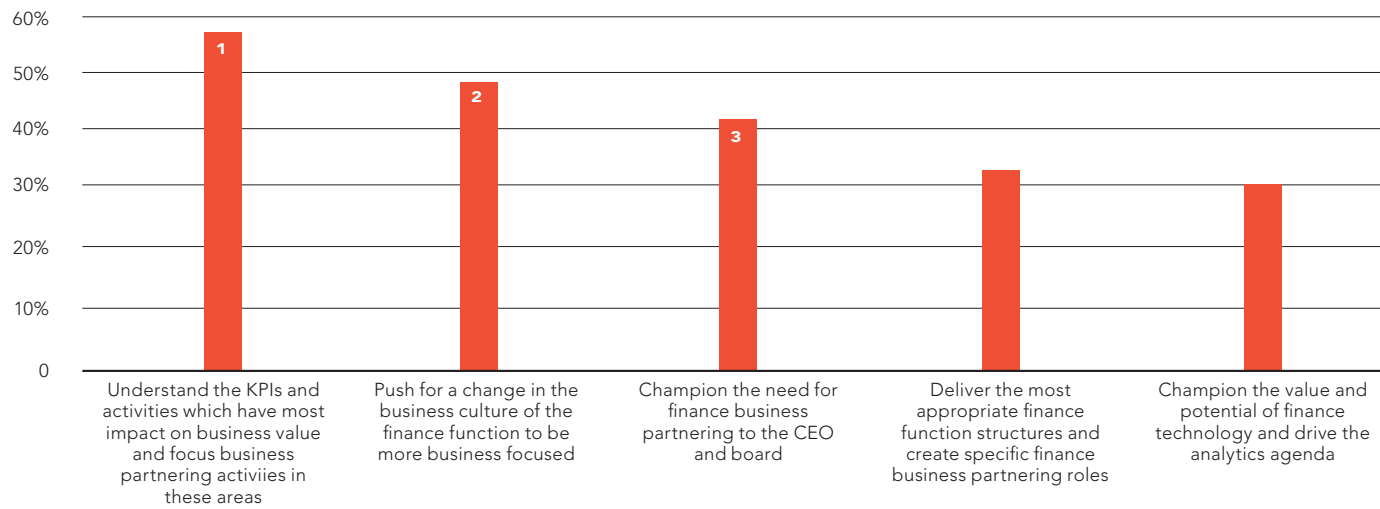 60%
1
50%
2
40%
3
30%
20%
10%
0
Understand the KPIs and
activities which have most
impact on business value
and focus business
partnering activiies in
these areas
Push for a change in the
business culture of the
finance function to be
more business focused
Champion the need for
finance business
partnering to the CEO
and board
Deliver the most
appropriate finance
function structures and
create specific finance
business partnering roles
Champion the value and
potential of finance
technology and drive the
analytics agenda